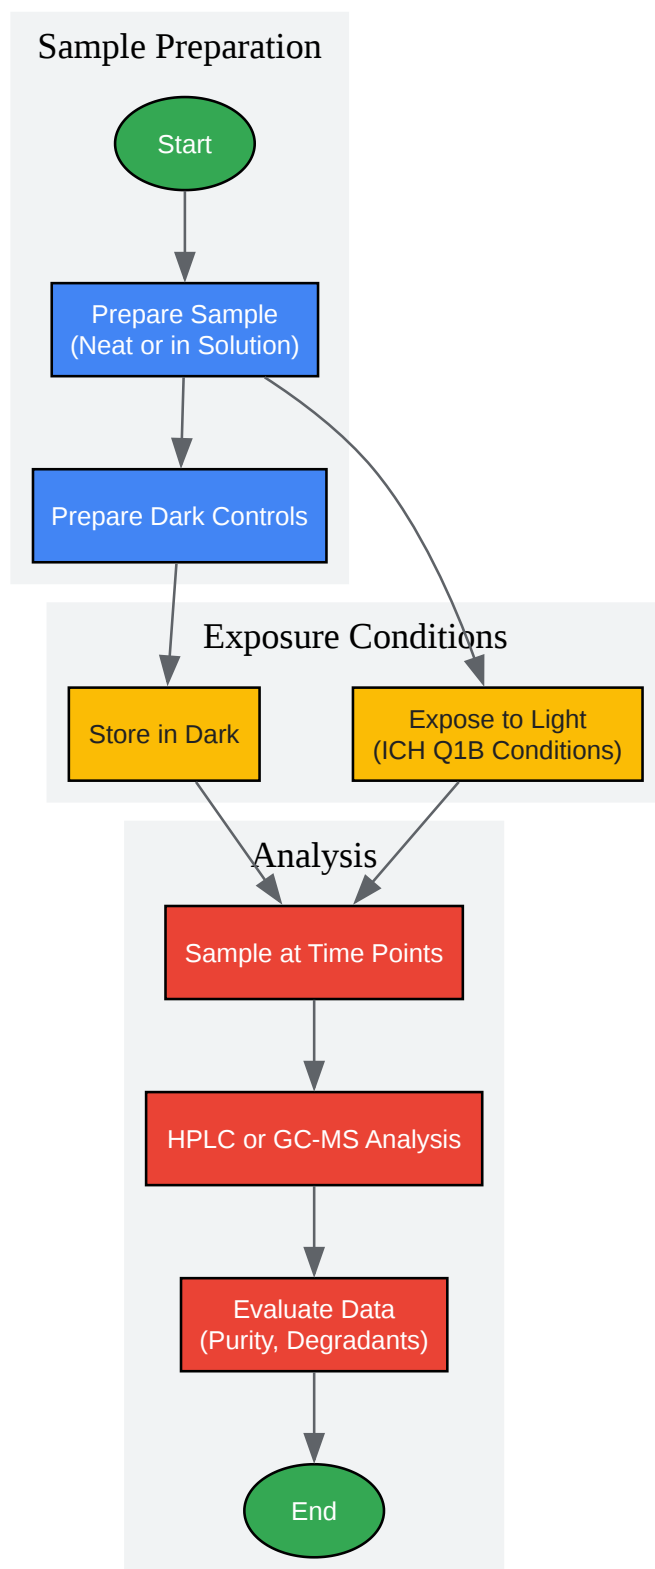 Sample Preparation
Start
Prepare Sample
(Neat or in Solution)
Prepare Dark Controls
Exposure Conditions
Store in Dark
Expose to Light
(ICH Q1B Conditions)
Analysis
Sample at Time Points
HPLC or GC-MS Analysis
Evaluate Data
(Purity, Degradants)
End